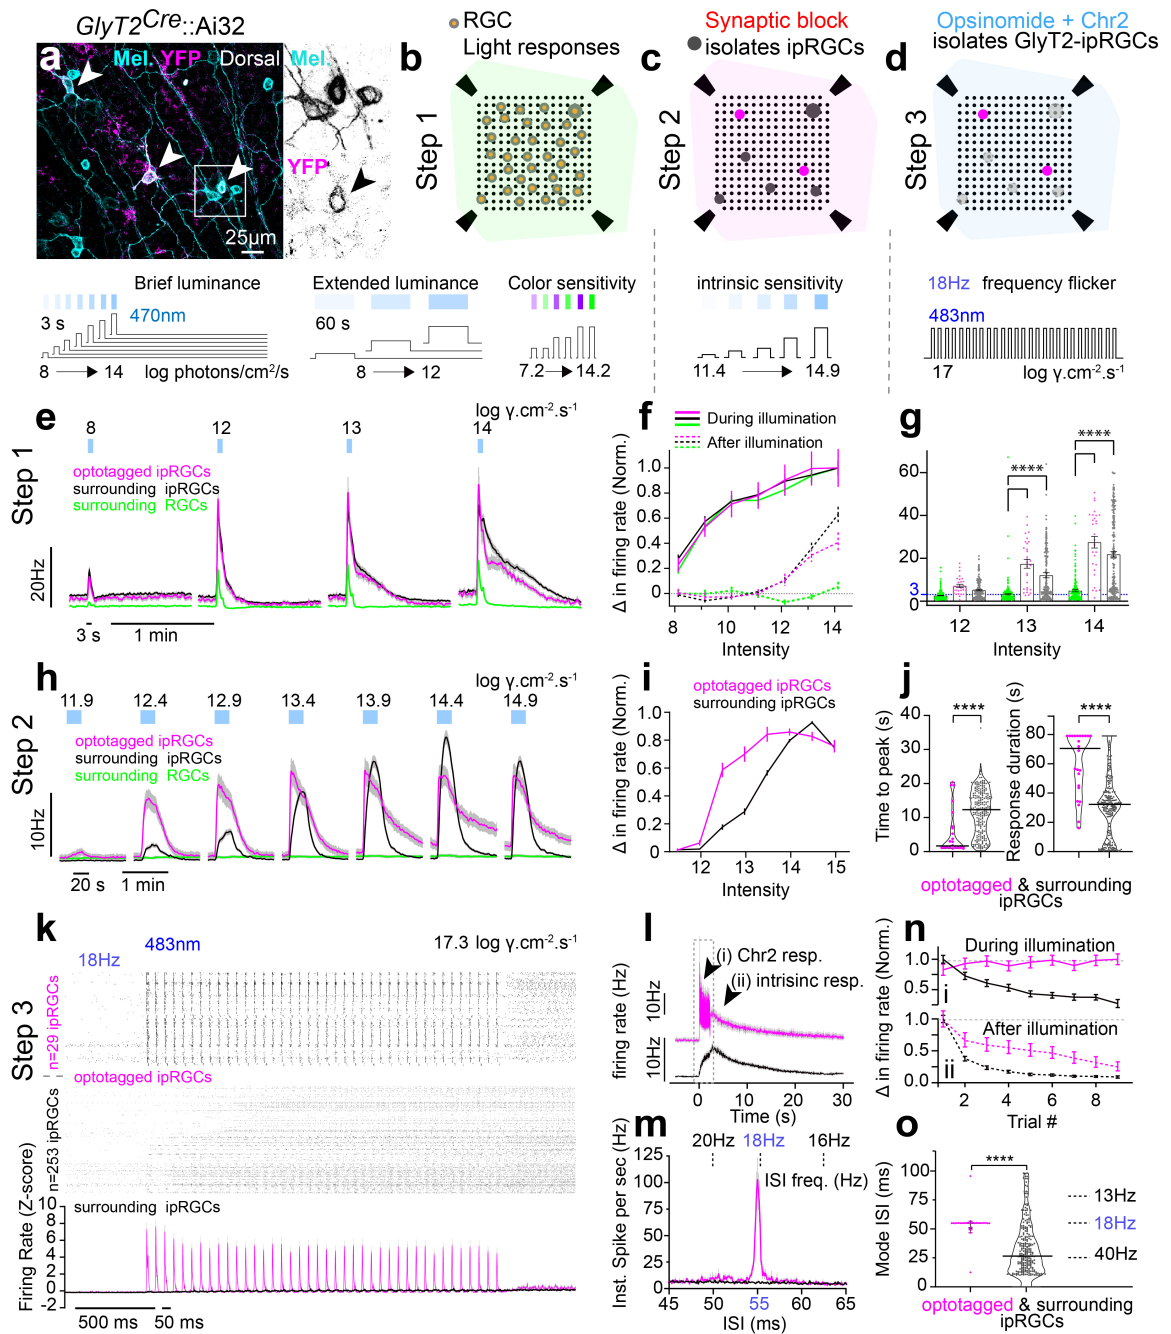 GlyT2Cre::Ai32
a
Mel. YFP Dorsal
Mel.
YFP
25µm
b
RGC
Light responses
Step 1
c
Synaptic block
isolates ipRGCs
Step 2
d
Opsinomide + Chr2
isolates GlyT2-ipRGCs
Step 3
Brief luminance
3 s
470nm
8 14 log photons/cm²/s
Extended luminance
60 s
8 12
Color sensitivity
7.2 14.2
intrinsic sensitivity
11.4 14.9
18Hz frequency flicker
483nm
17 log γ.cm-2.s-1
e
Step 1
log γ.cm-2.s-1
8 12 13 14
optotagged ipRGCs
surrounding ipRGCs
surrounding RGCs
20Hz
3 s 1 min
f
During illumination
After illumination
Δ in firing rate (Norm.)
1.0
0.8
0.6
0.4
0.2
0
8 10 12 14
Intensity
g
****
****
60
40
20
3
0
12 13 14
Intensity
h
Step 2
log γ.cm-2.s-1
11.9 12.4 12.9 13.4 13.9 14.4 14.9
optotagged ipRGCs
surrounding ipRGCs
surrounding RGCs
10Hz
20 s 1 min
i
optotagged ipRGCs
surrounding ipRGCs
Δ in firing rate (Norm.)
1.0
0.8
0.6
0.4
0.2
0
12 13 14 15
Intensity
j
Time to peak (s)
40
30
20
10
0
****
Response duration (s)
80
60
40
20
0
****
optotagged & surrounding
ipRGCs
k
Step 3
483nm
17.3 log γ.cm-2.s-1
18Hz
n=29 ipRGCs
optotagged ipRGCs
n=253 ipRGCs
surrounding ipRGCs
Firing Rate (Z-score)
10
8
6
4
2
0
-2
500 ms 50 ms
l
(i) Chr2 resp.
(ii) intrisinc resp.
firing rate (Hz)
10Hz
10Hz
0 10 20 30
Time (s)
m
20Hz 18Hz 16Hz
ISI freq. (Hz)
Inst. Spike per sec (Hz)
125
100
75
50
25
0
45 50 55 60 65
ISI (ms)
n
During illumination
Δ in firing rate (Norm.)
1.0
0.5
0.0
i
After illumination
1.0
0.5
0.0
ii
2 4 6 8
Trial #
o
****
Mode ISI (ms)
100
75
50
25
0
13Hz
18Hz
40Hz
optotagged & surrounding
ipRGCs